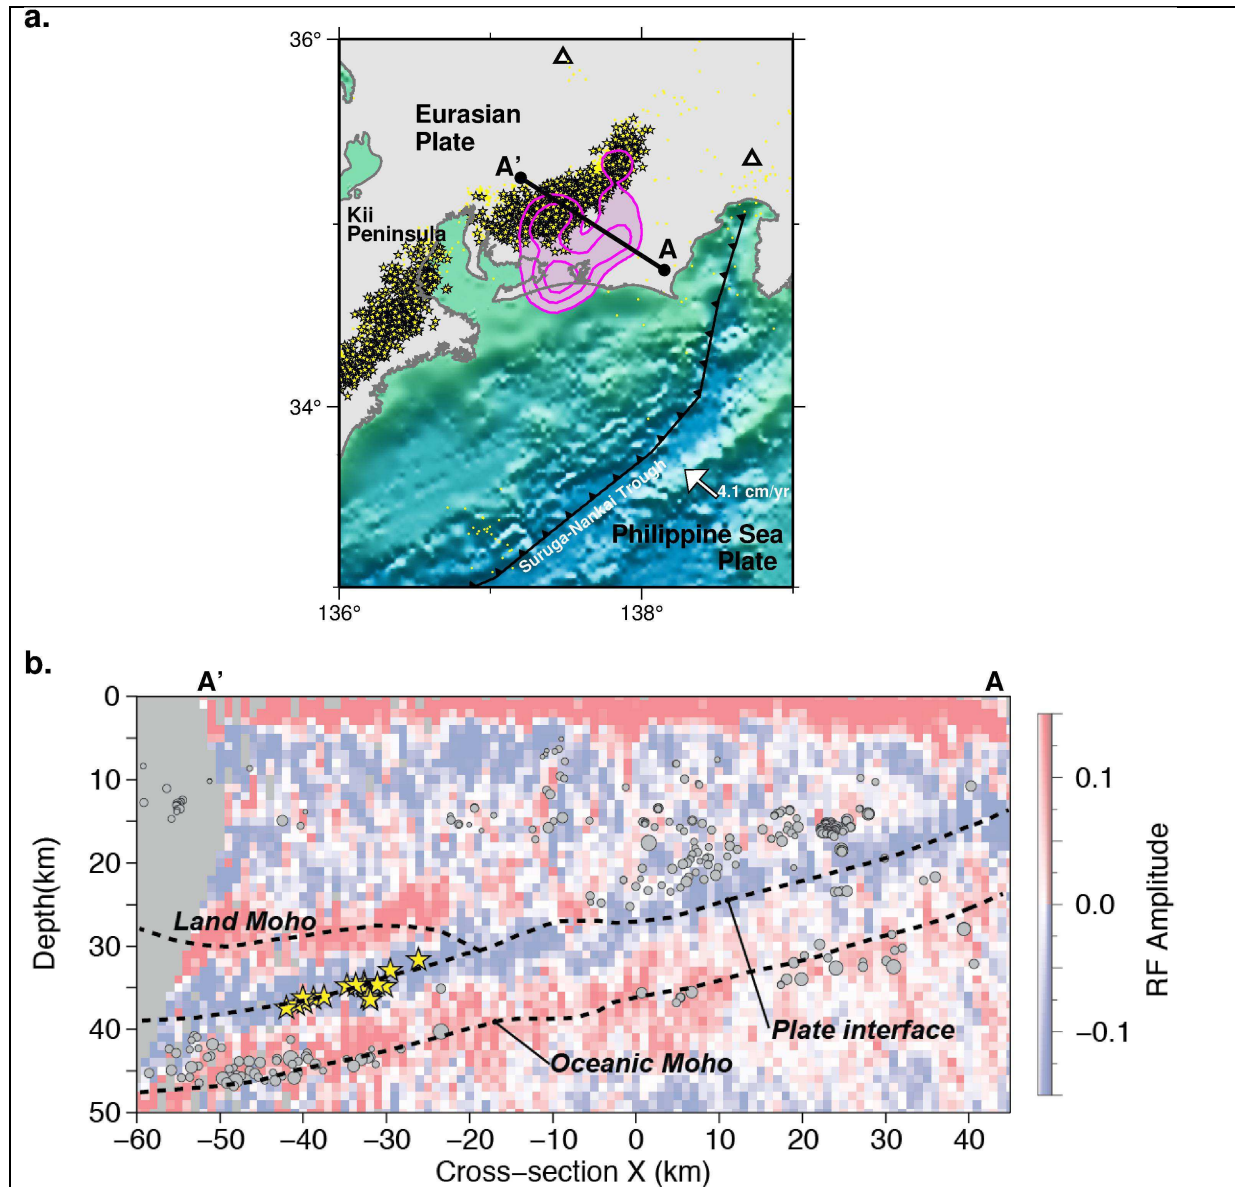 a.
36°
Eurasian
Plate
A'
Kii
Peninsula
A
34°
4.1 cm/yr
Suruga-Nankai Trough
Philippine Sea
Plate
136°
138°
b.
A'
A
0
10
20
30
40
50
Depth(km)
Land Moho
Plate interface
Oceanic Moho
−60
−50
−40
−30
−20
−10
0
10
20
30
40
Cross−section X (km)
0.1
0.0
−0.1
RF Amplitude